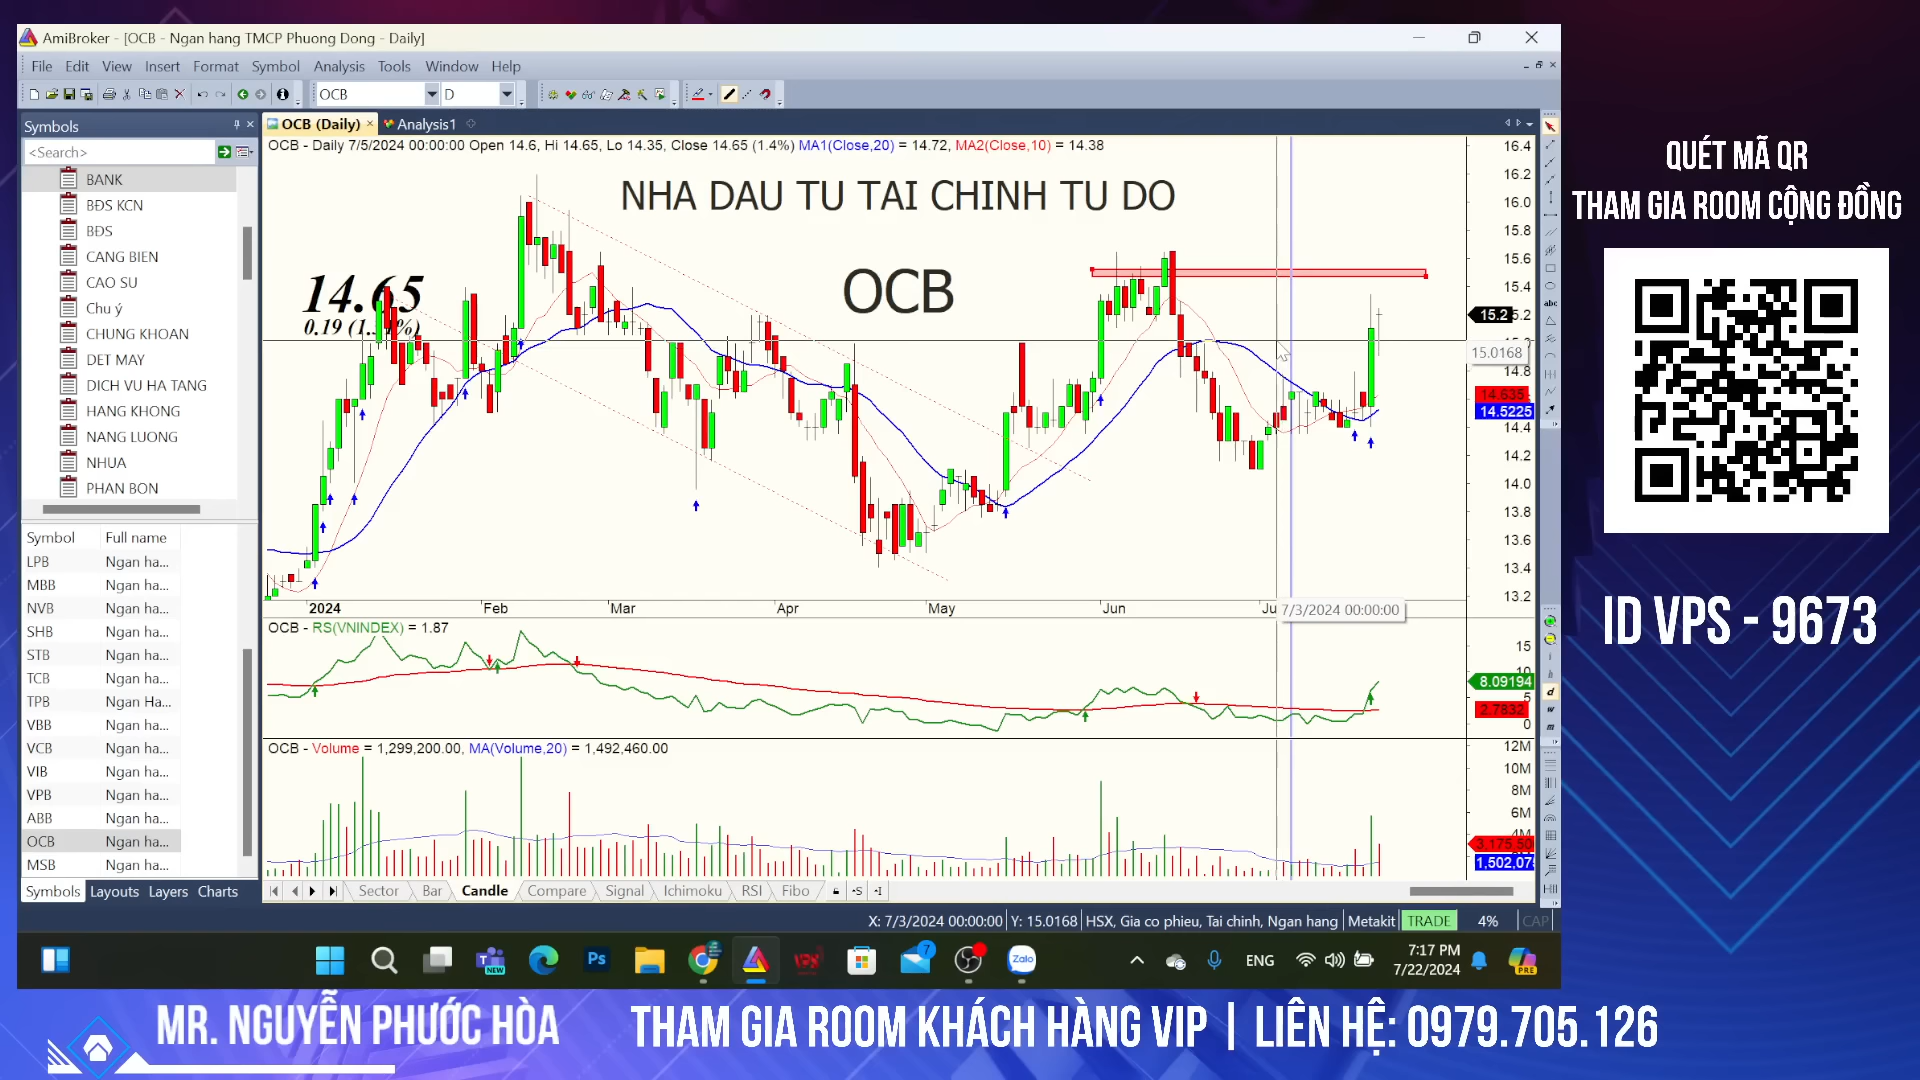 AmiBroker - [OCB - Ngan hang TMCP Phuong Dong - Daily]
File Edit View Insert Format Symbol Analysis Tools Window Help
OCB D
Symbols
<Search>
BANK
BĐS KCN
BĐS
CANG BIEN
CAO SU
Chu ý
CHUNG KHOAN
DET MAY
DICH VU HA TANG
HANG KHONG
NANG LUONG
NHUA
PHAN BON
Symbol Full name
LPB Ngan ha...
MBB Ngan ha...
NVB Ngan ha...
SHB Ngan ha...
STB Ngan ha...
TCB Ngan ha...
TPB Ngan Ha...
VBB Ngan ha...
VCB Ngan ha...
VIB Ngan ha...
VPB Ngan ha...
ABB Ngan ha...
OCB Ngan ha...
MSB Ngan ha...
Symbols Layouts Layers Charts
OCB (Daily) Analysis1
OCB - Daily 7/5/2024 00:00:00 Open 14.6, Hi 14.65, Lo 14.35, Close 14.65 (1.4%) MA1(Close,20) = 14.72, MA2(Close,10) = 14.38
NHA DAU TU TAI CHINH TU DO
OCB
14.65
16.4
16.2
16.0
15.8
15.6
15.4
15.2
15.0168
14.8
14.635
14.5225
14.4
14.2
14.0
13.8
13.6
13.4
13.2
2024 Feb Mar Apr May Jun 7/3/2024 00:00:00
OCB - RS(VNINDEX) = 1.87
15
10
8.09194
5
2.7832
0
OCB - Volume = 1,299,200.00, MA(Volume,20) = 1,492,460.00
12M
10M
8M
6M
4M
3,175,50
1,502,07
Sector Bar Candle Compare Signal Ichimoku RSI Fibo
X: 7/3/2024 00:00:00 Y: 15.0168 HSX, Gia co phieu, Tai chinh, Ngan hang Metakit TRADE 4% CAP
ENG
7:17 PM
7/22/2024
QUÉT MÃ QR
THAM GIA ROOM CỘNG ĐỒNG
ID VPS - 9673
MR. NGUYỄN PHƯỚC HÒA
THAM GIA ROOM KHÁCH HÀNG VIP | LIÊN HỆ: 0979.705.126